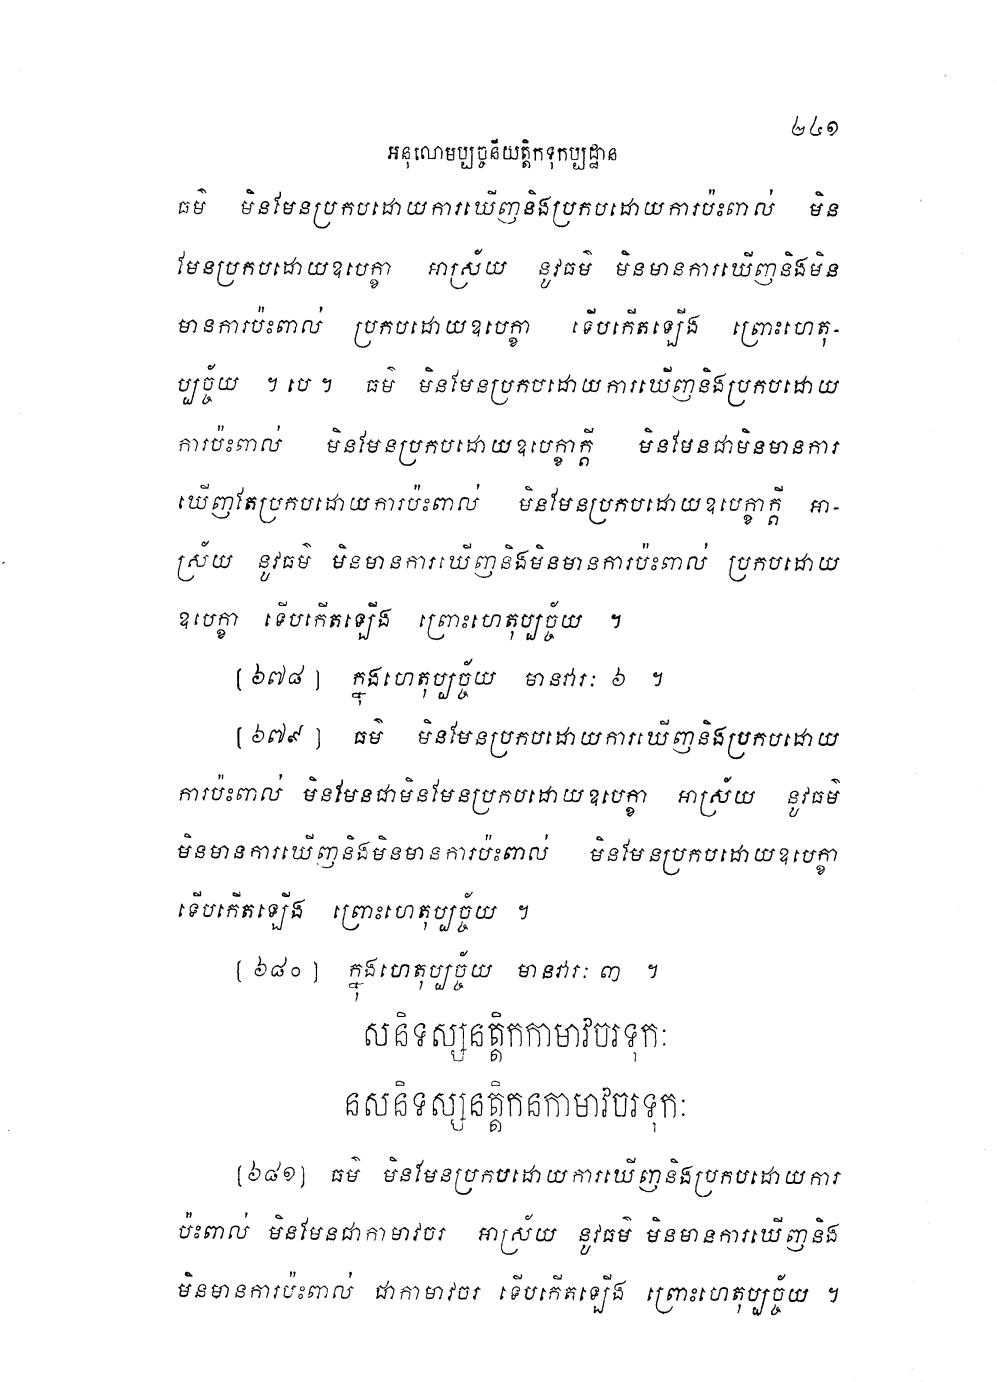 ២៤១
អនុលោមប្បច្ចនីយត្តិកទុកប្បដ្ឋាន
ធម៌ មិនមែនប្រកបដោយការឃើញនិងប្រកបដោយការប៉ះពាល់ មិន
មែនប្រកបដោយឧបេក្ខា អាស្រ័យ នូវធម៌ មិនមានការឃើញនិងមិន
មានការប៉ះពាល់ ប្រកបដោយឧបេក្ខា ទើបកើតឡើង ព្រោះហេតុ-
ប្បច្ច័យ ។ បេ ។ ធម៌ មិនមែនប្រកបដោយការឃើញនិងប្រកបដោយ
ការប៉ះពាល់ មិនមែនប្រកបដោយឧបេក្ខាក្តី មិនមែនជាមិនមានការ
ឃើញតែប្រកបដោយការប៉ះពាល់ មិនមែនប្រកបដោយឧបេក្ខាក្តី អា-
ស្រ័យ នូវធម៌ មិនមានការឃើញនិងមិនមានការប៉ះពាល់ ប្រកបដោយ
ឧបេក្ខា ទើបកើតឡើង ព្រោះហេតុប្បច្ច័យ ។
[៦៧៨] ក្នុងហេតុប្បច្ច័យ មានវារៈ ៦ ។
[៦៧៩] ធម៌ មិនមែនប្រកបដោយការឃើញនិងប្រកបដោយ
ការប៉ះពាល់ មិនមែនជាមិនមែនប្រកបដោយឧបេក្ខា អាស្រ័យ នូវធម៌
មិនមានការឃើញនិងមិនមានការប៉ះពាល់ មិនមែនប្រកបដោយឧបេក្ខា
ទើបកើតឡើង ព្រោះហេតុប្បច្ច័យ ។
[៦៨០] ក្នុងហេតុប្បច្ច័យ មានវារៈ ៣ ។
សនិទស្សនត្តិកកាមាវចរទុកៈ
នសនិទស្សនត្តិកនកាមាវចរទុកៈ
[៦៨១] ធម៌ មិនមែនប្រកបដោយការឃើញនិងប្រកបដោយការ
ប៉ះពាល់ មិនមែនជាកាមាវចរ អាស្រ័យ នូវធម៌ មិនមានការឃើញនិង
មិនមានការប៉ះពាល់ ជាកាមាវចរ ទើបកើតឡើង ព្រោះហេតុប្បច្ច័យ ។